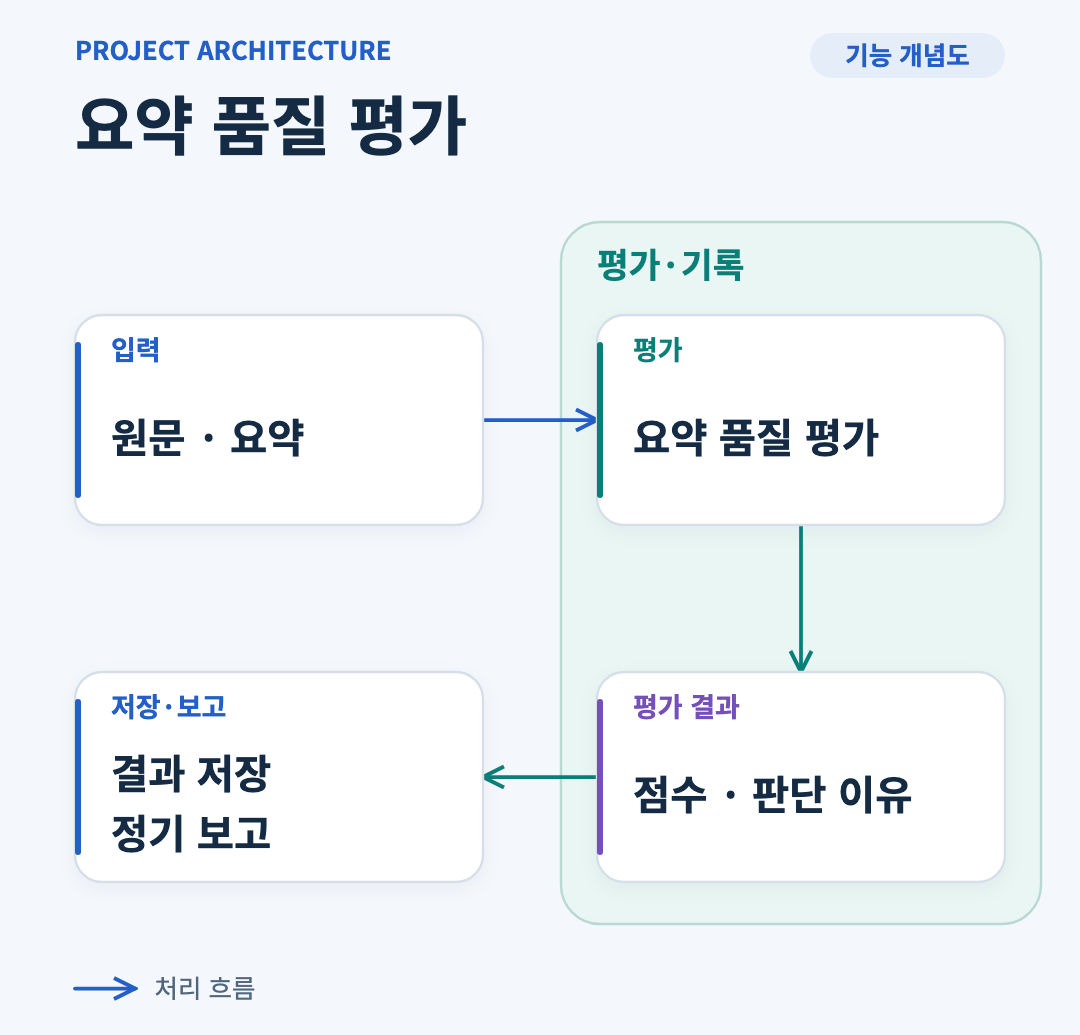 PROJECT ARCHITECTURE
기능 개념도
요약 품질 평가
평가·기록
입력
원문 · 요약
평가
요약 품질 평가
저장·보고
결과 저장
정기 보고
평가 결과
점수 · 판단 이유
처리 흐름